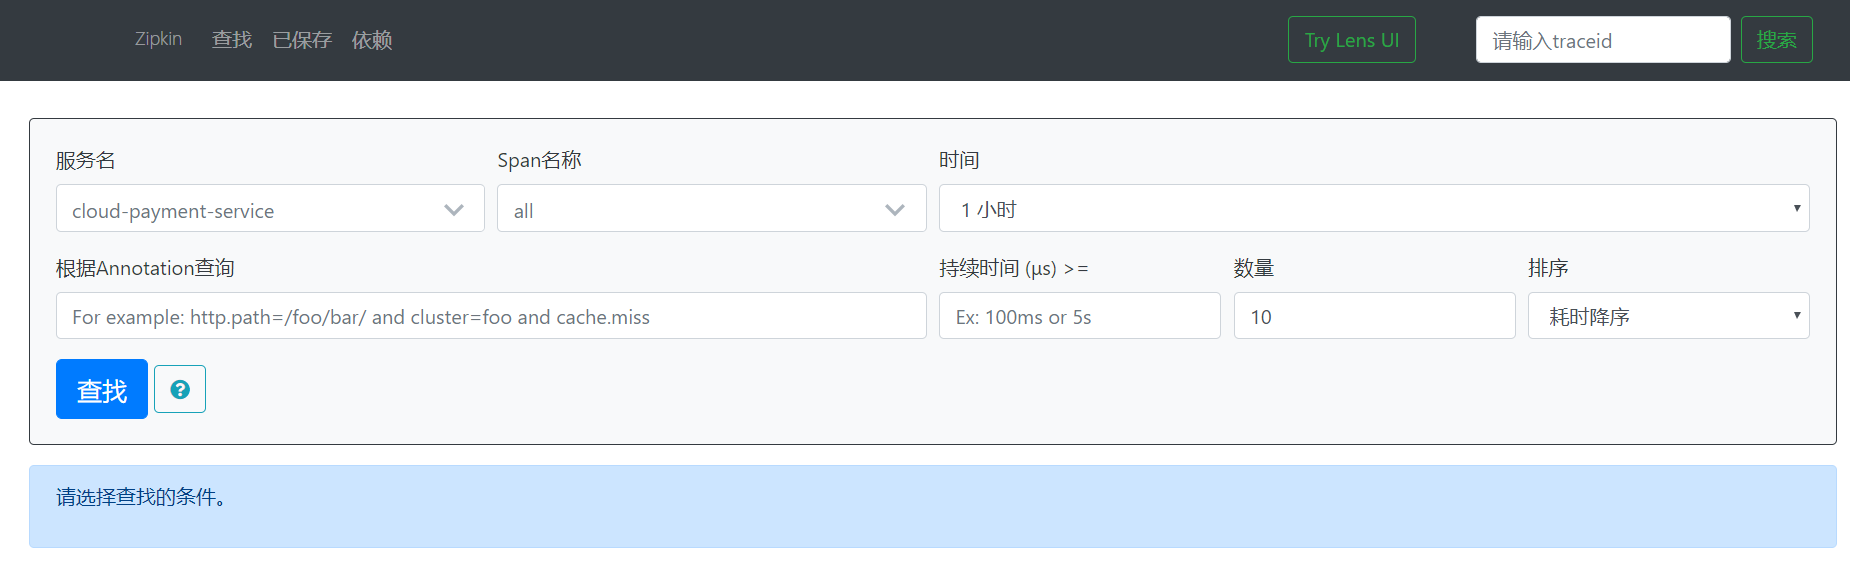 Zipkin 查找 已保存 依赖 Try Lens UI 请输入traceid 搜索
服务名 Span名称 时间
cloud-payment-service all 1 小时
根据Annotation查询 持续时间 (μs) >= 数量 排序
For example: http.path=/foo/bar/ and cluster=foo and cache.miss Ex: 100ms or 5s 10 耗时降序
查找
请选择查找的条件。